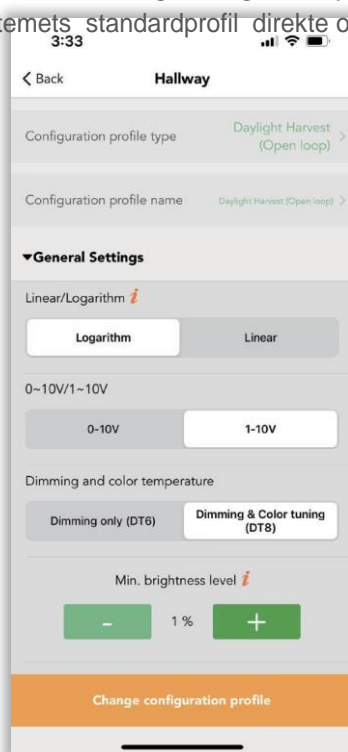 temets standardprofil direkte o
3:33
Back Hallway
Configuration profile type Daylight Harvest
(Open loop)
Configuration profile name Daylight Harvest (Open loop)
▾General Settings
Linear/Logarithm i
Logarithm Linear
0~10V/1~10V
0-10V 1-10V
Dimming and color temperature
Dimming only (DT6) Dimming & Color tuning
(DT8)
Min. brightness level i
- 1 % +
Change configuration profile